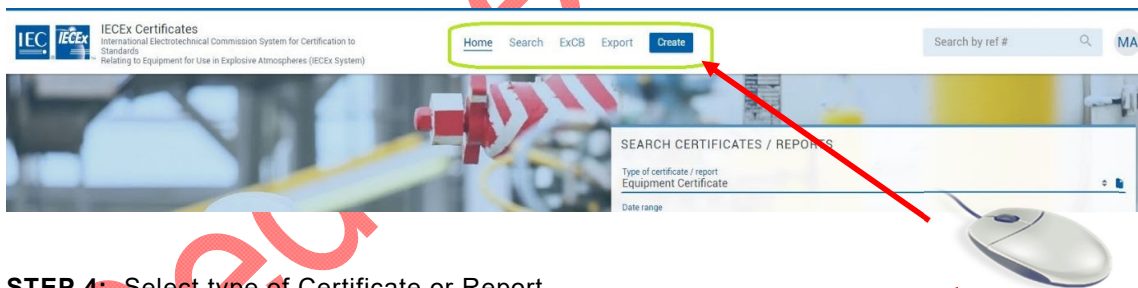 IEC IECEx
IECEx Certificates
International Electrotechnical Commission System for Certification to
Standards
Relating to Equipment for Use in Explosive Atmospheres (IECEx System)
Home Search ExCB Export Create
Search by ref #
MA
SEARCH CERTIFICATES / REPORTS
Type of certificate / report
Equipment Certificate
Date range
STEP 4: Select type of Certificate or Report